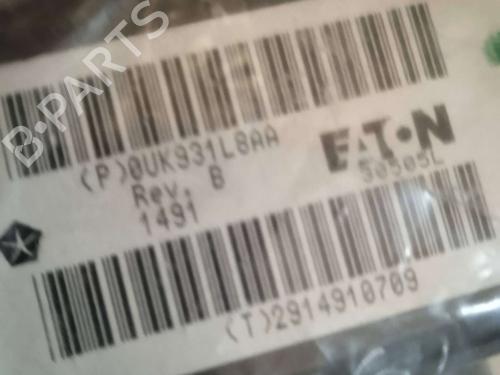 B-PARTS
(P)0UK931L8AA
Rev. B
1491
EATON
50505L
(T)2914910709